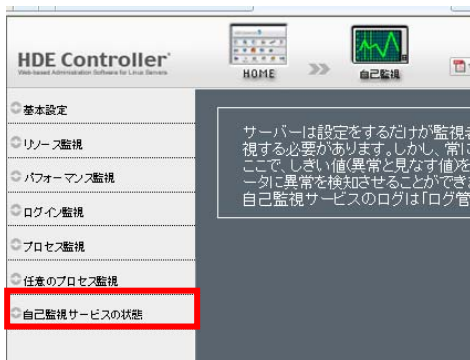 HDE Controller
Web-based Administration Software for Linux Servers
HOME
自己監視
基本設定
リソース監視
パフォーマンス監視
ログイン監視
プロセス監視
任意のプロセス監視
自己監視サービスの状態
サーバーは設定をするだけが監視者
視する必要があります。しかし、常に
ここで、しきい値(異常と見なす値)を
ータに異常を検知させることができ
自己監視サービスのログは「ログ管